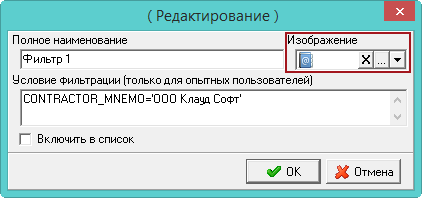 ( Редактирование )
Полное наименование Изображение
Фильтр 1
Условие фильтрации (только для опытных пользователей)
CONTRACTOR_MNEMO='ООО Клауд Софт'
Включить в список
OK Отмена